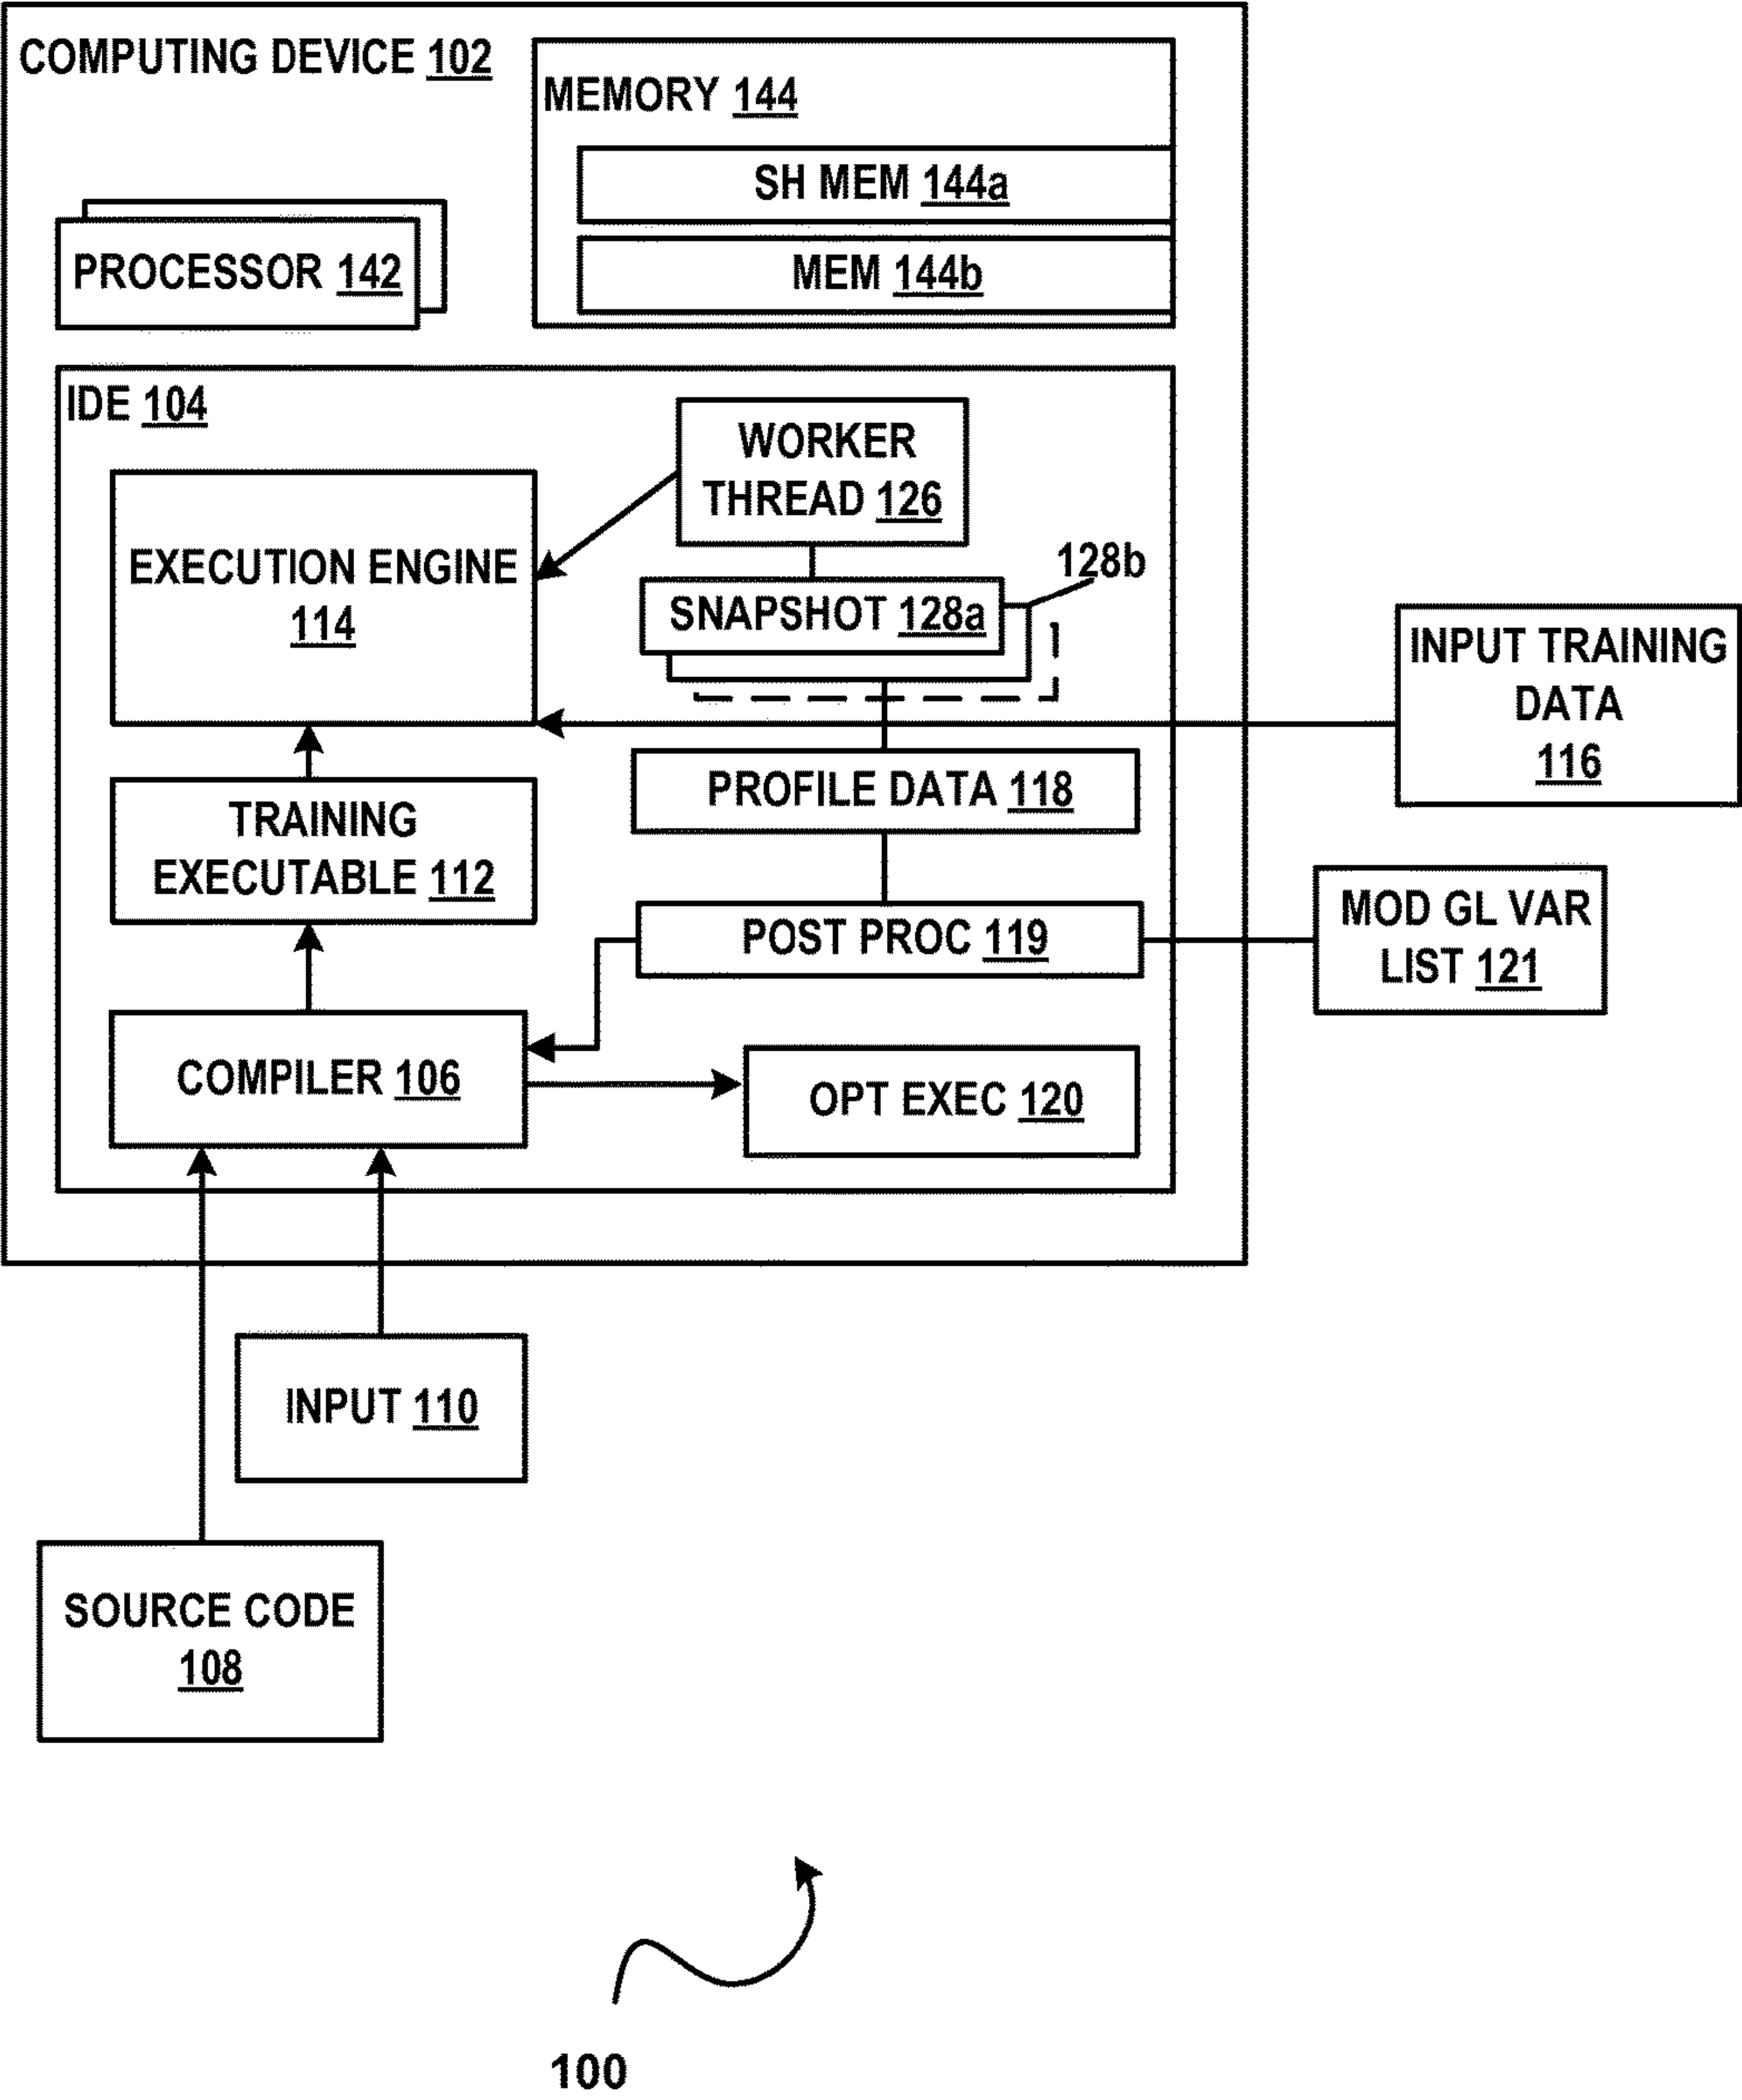 COMPUTING DEVICE 102
MEMORY 144
SH MEM 144a
MEM 144b
PROCESSOR 142
IDE 104
WORKER
THREAD 126
EXECUTION ENGINE
114
128b
SNAPSHOT 128a
INPUT TRAINING
DATA
116
PROFILE DATA 118
TRAINING
EXECUTABLE 112
POST PROC 119
MOD GL VAR
LIST 121
COMPILER 106
OPT EXEC 120
INPUT 110
SOURCE CODE
108
100